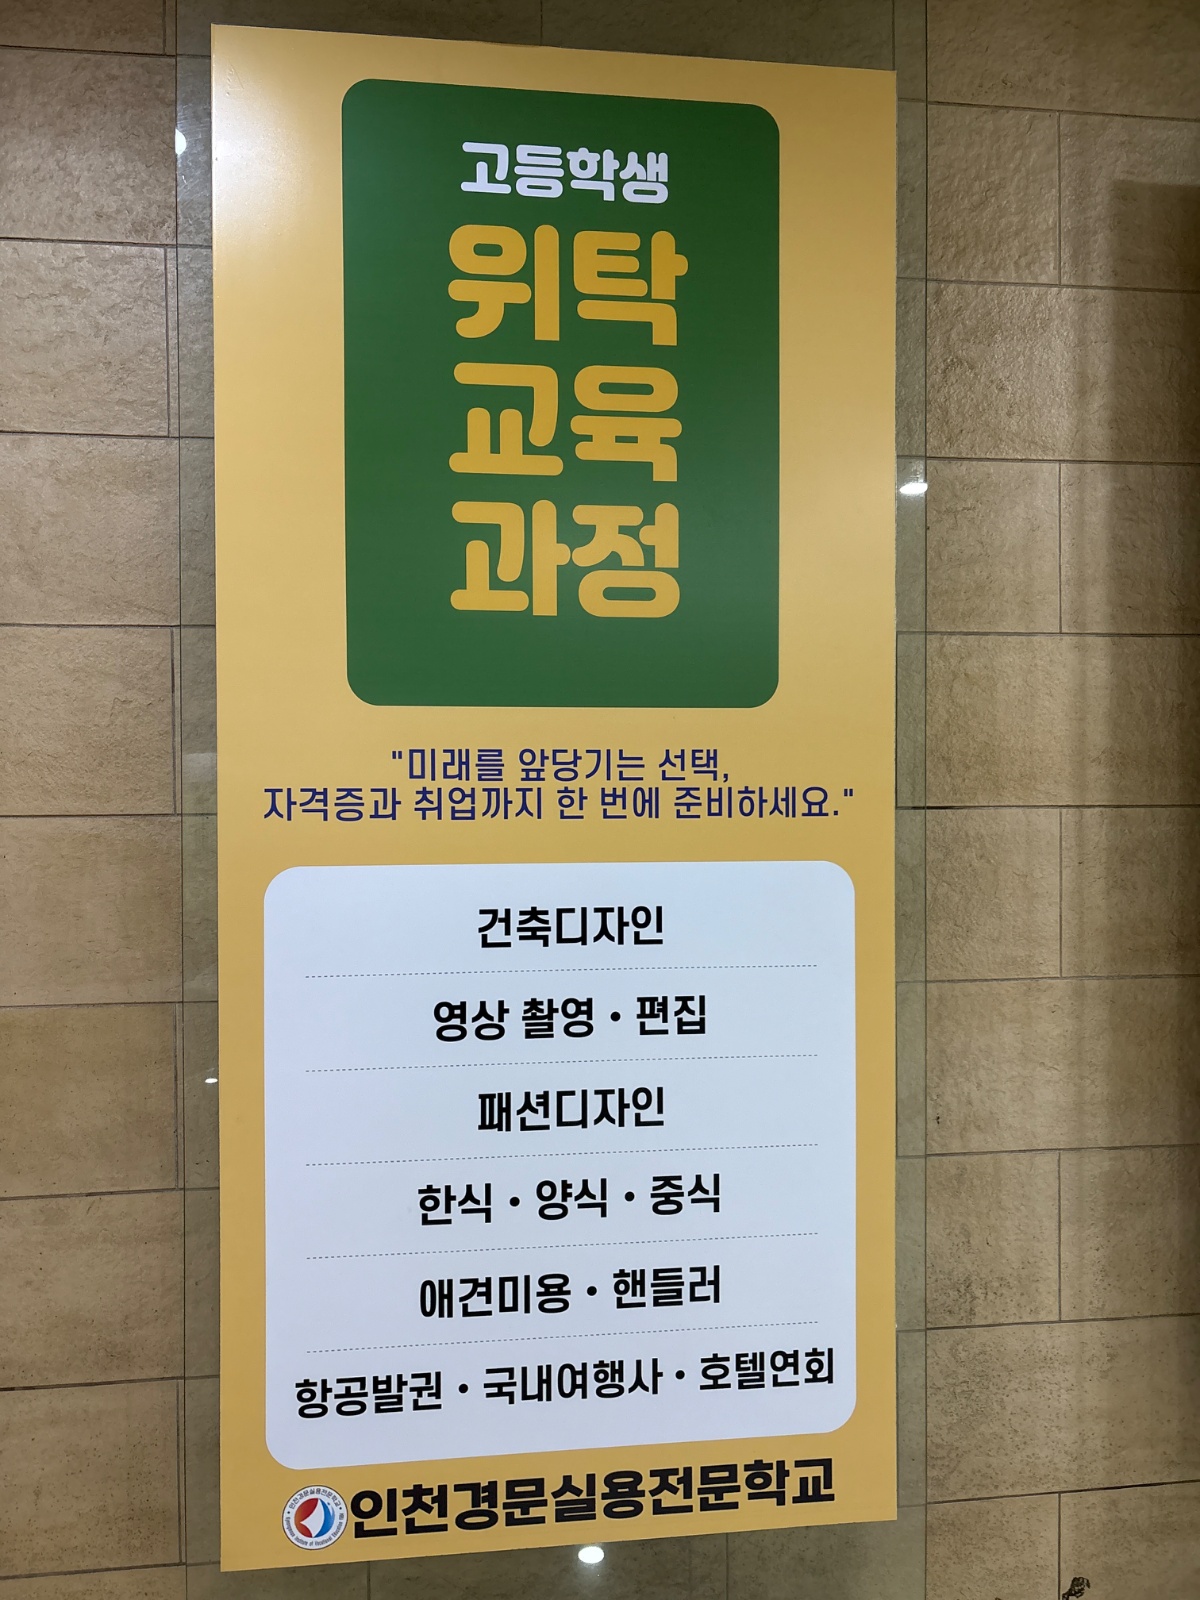 고등학생
위탁
교육
과정
"미래를 앞당기는 선택,
자격증과 취업까지 한 번에 준비하세요."
건축디자인
영상 촬영 · 편집
패션디자인
한식 · 양식 · 중식
애견미용 · 핸들러
항공발권 · 국내여행사 · 호텔연회
인천경문실용전문학교